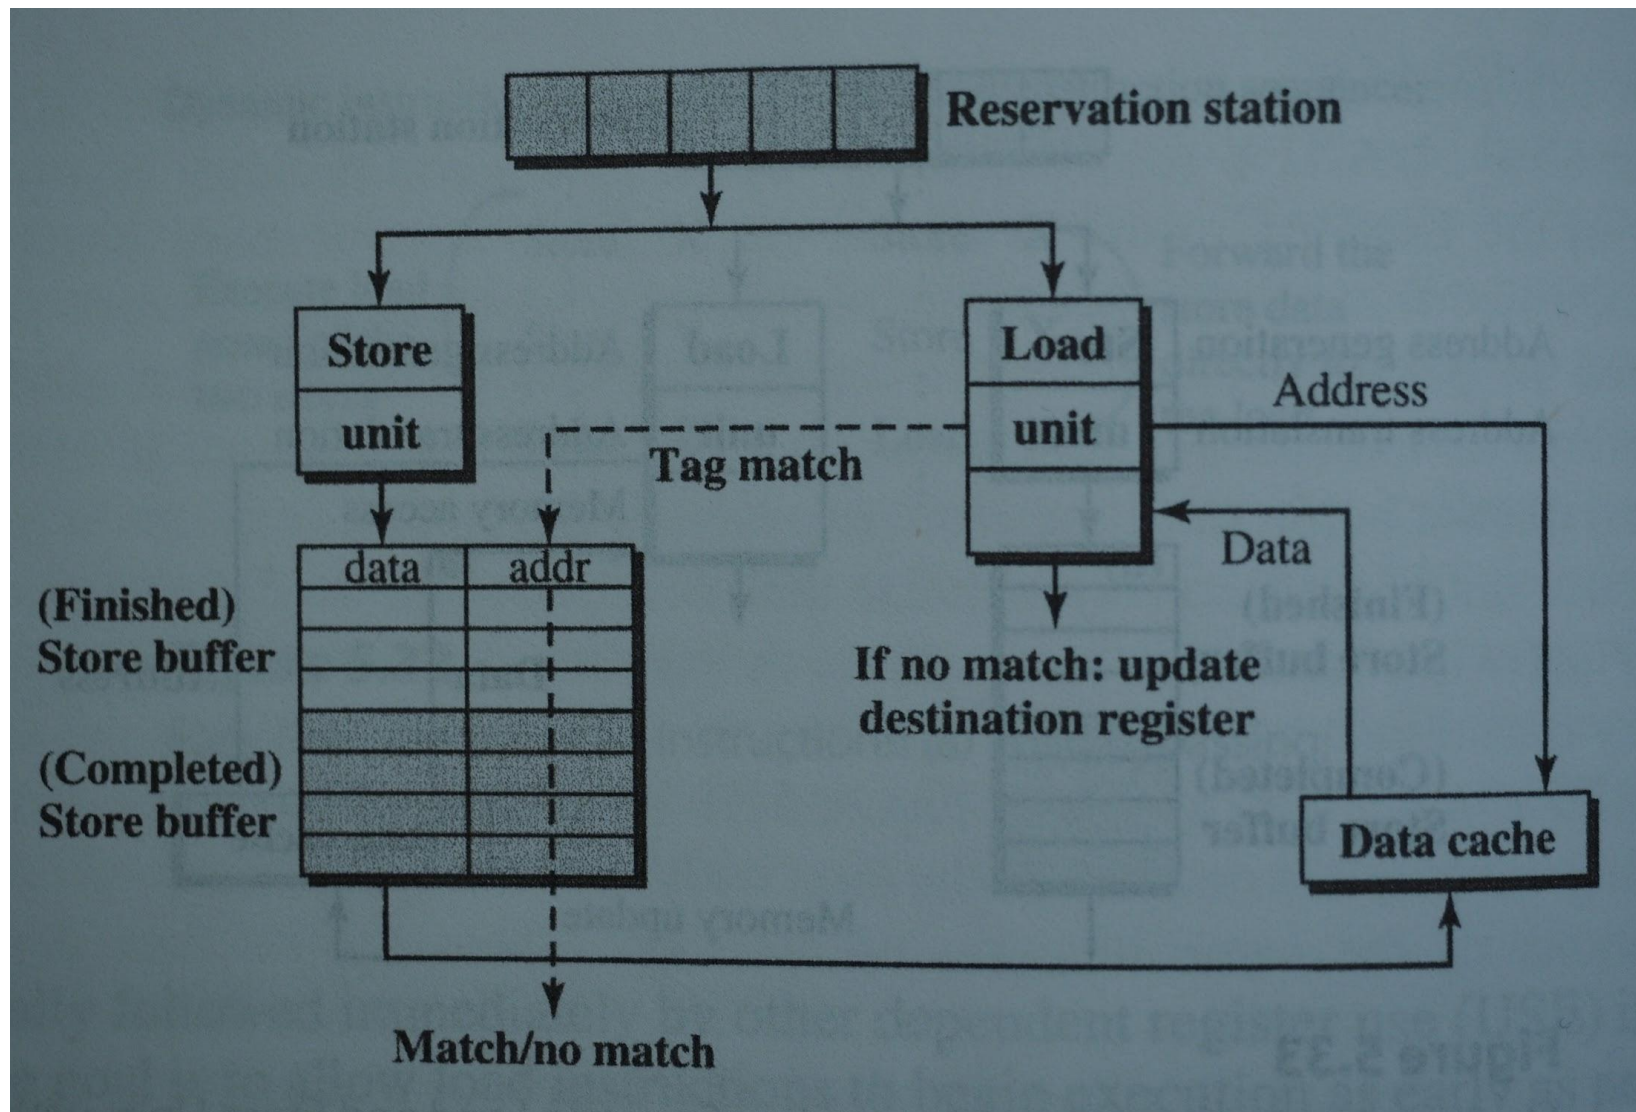 Reservation station
Store
unit
Load
unit
Address
Tag match
Data
data addr
(Finished)
Store buffer
If no match: update
destination register
(Completed)
Store buffer
Data cache
Match/no match